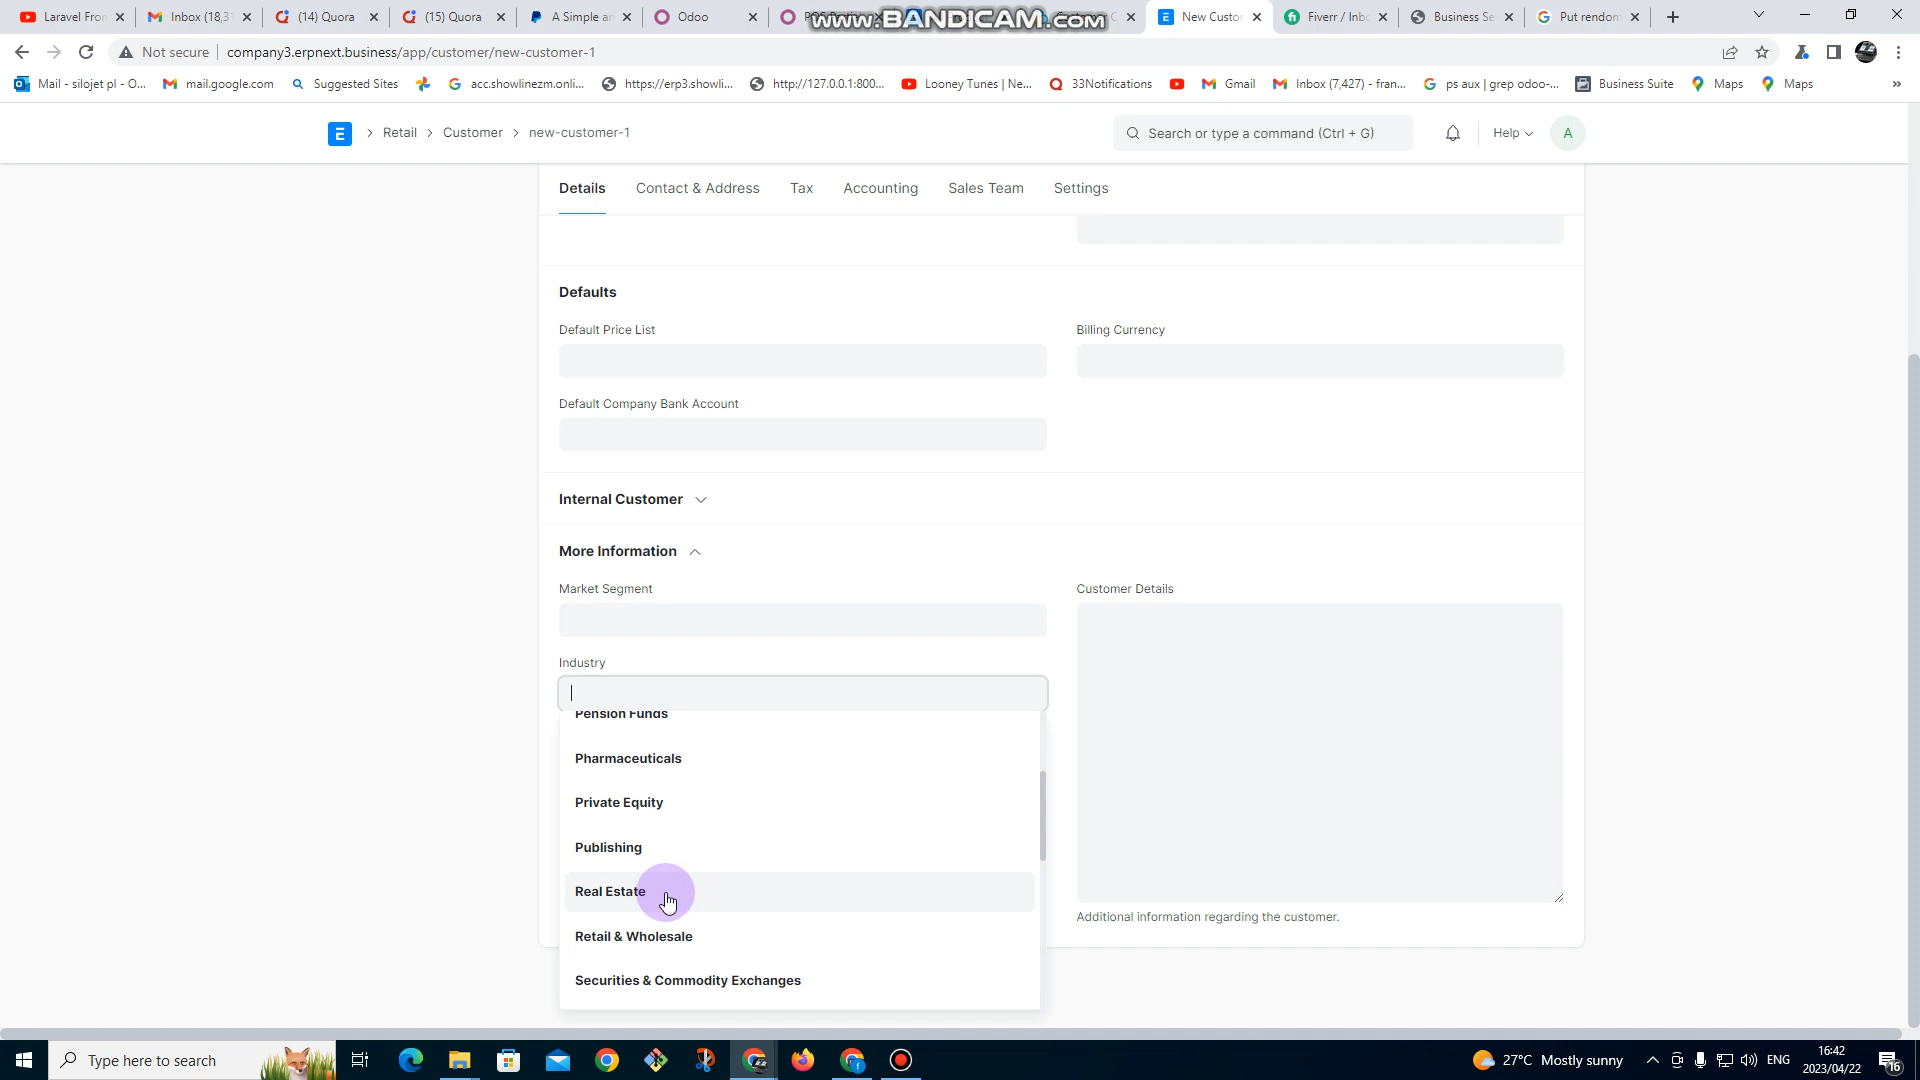 Laravel Fron
Inbox (18,31
(14) Quora
(15) Quora
A Simple an
Odoo
www.BANDICAM.com
New Custo
Fiverr / Inbo
Business Se
Put rendom
Not secure
company3.erpnext.business/app/customer/new-customer-1
Mail - silojet pl - O...
mail.google.com
Suggested Sites
acc.showlinezm.onli...
https://erp3.showli...
http://127.0.0.1:800...
Looney Tunes | Ne...
33Notifications
Gmail
Inbox (7,427) - fran...
ps aux | grep odoo-...
Business Suite
Maps
Maps
»
E
Retail
Customer
new-customer-1
Search or type a command (Ctrl + G)
Help
A
Details
Contact & Address
Tax
Accounting
Sales Team
Settings
Defaults
Default Price List
Billing Currency
Default Company Bank Account
Internal Customer
More Information
Market Segment
Customer Details
Industry
Pension Funds
Pharmaceuticals
Private Equity
Publishing
Real Estate
Retail & Wholesale
Securities & Commodity Exchanges
Additional information regarding the customer.
Type here to search
27°C Mostly sunny
ENG
16:42
2023/04/22
16